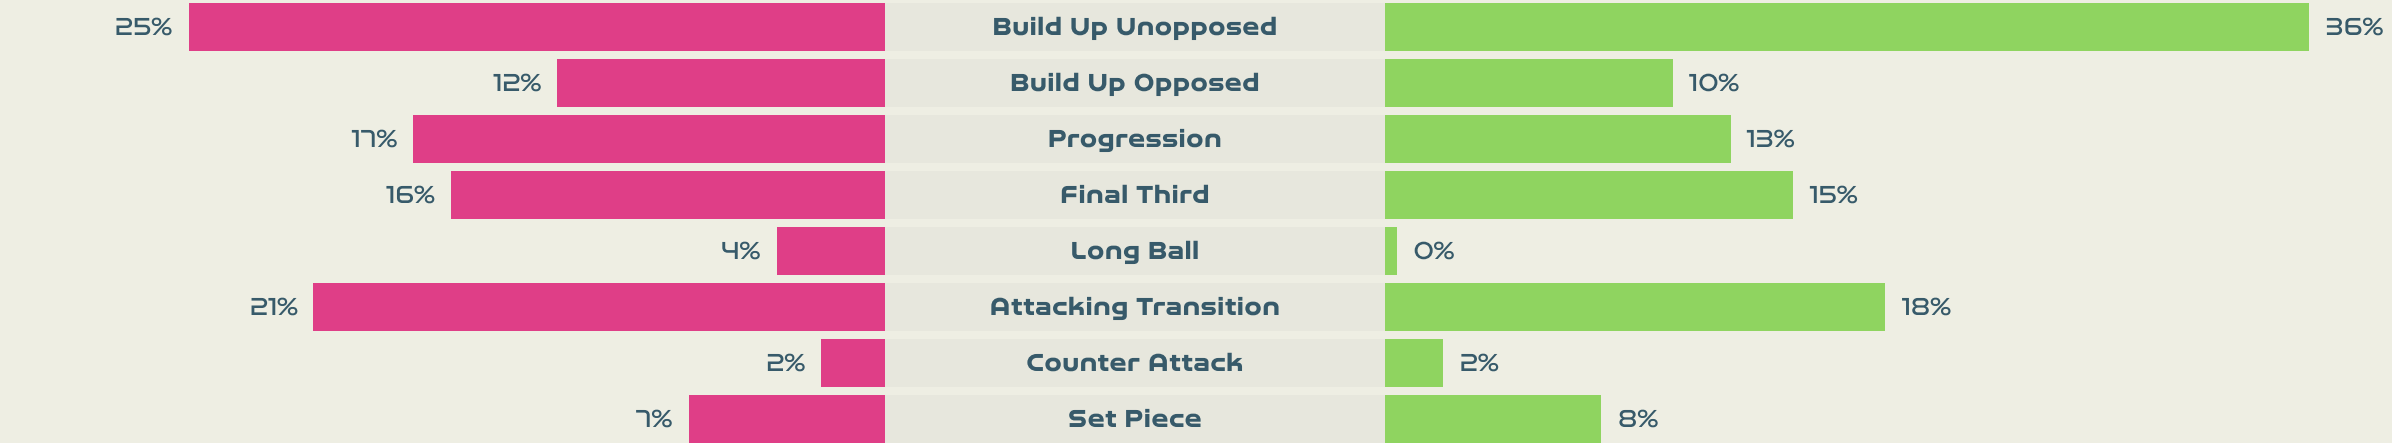 25% Build Up Unopposed 36%
12% Build Up Opposed 10%
17% Progression 13%
16% Final Third 15%
4% Long Ball 0%
21% Attacking Transition 18%
2% Counter Attack 2%
7% Set Piece 8%